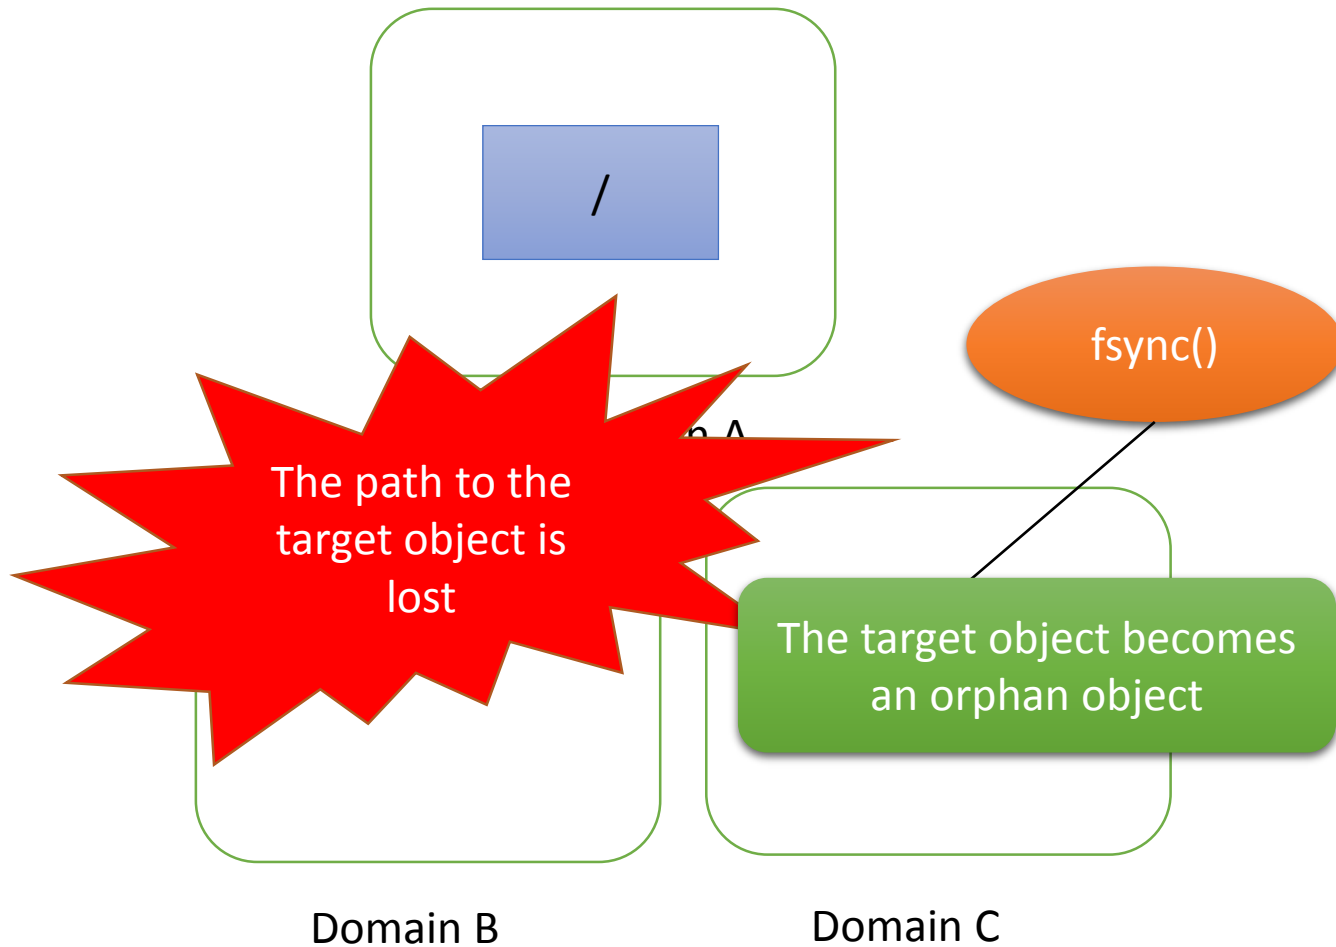 /
fsync()
n A
The path to the
target object is
lost
The target object becomes
an orphan object
Domain B
Domain C